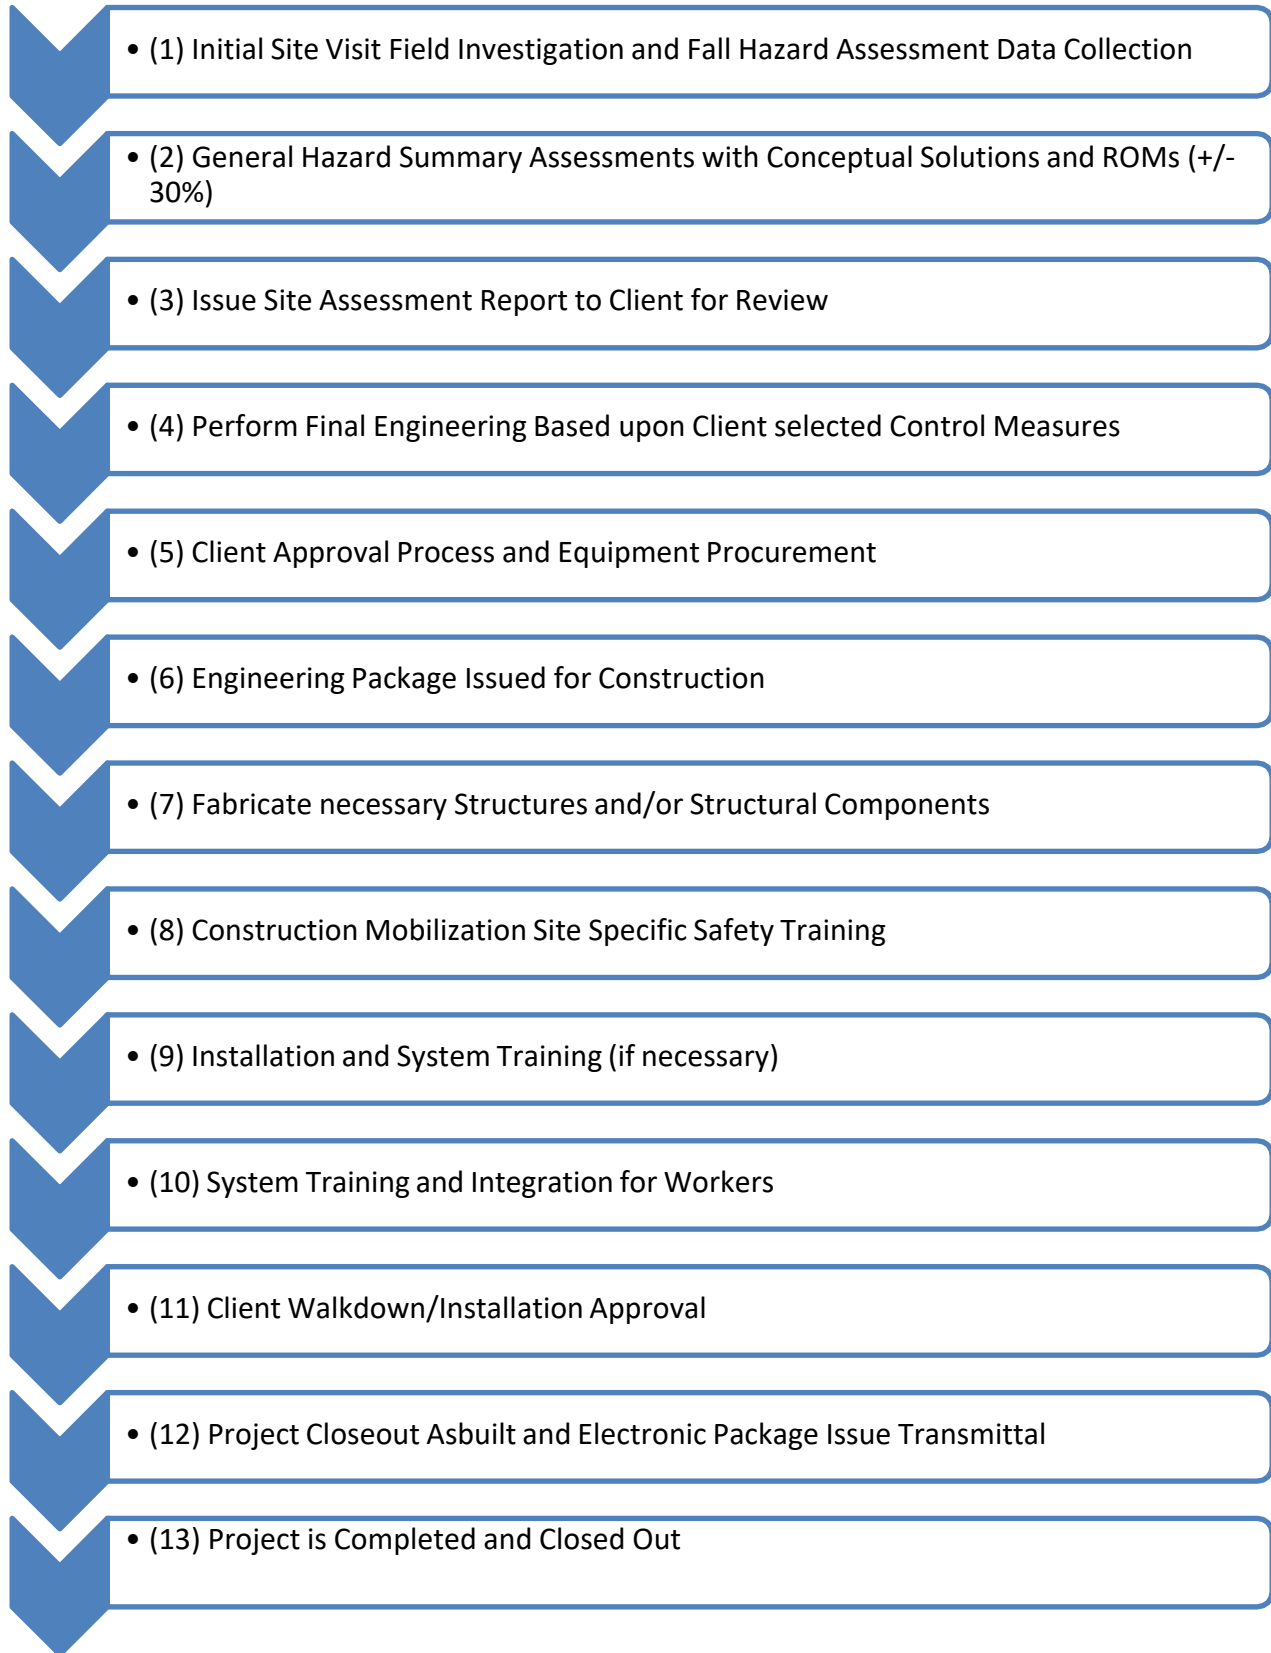 • (1) Initial Site Visit Field Investigation and Fall Hazard Assessment Data Collection
• (2) General Hazard Summary Assessments with Conceptual Solutions and ROMs (+/-
30%)
• (3) Issue Site Assessment Report to Client for Review
• (4) Perform Final Engineering Based upon Client selected Control Measures
• (5) Client Approval Process and Equipment Procurement
• (6) Engineering Package Issued for Construction
• (7) Fabricate necessary Structures and/or Structural Components
• (8) Construction Mobilization Site Specific Safety Training
• (9) Installation and System Training (if necessary)
• (10) System Training and Integration for Workers
• (11) Client Walkdown/Installation Approval
• (12) Project Closeout Asbuilt and Electronic Package Issue Transmittal
• (13) Project is Completed and Closed Out